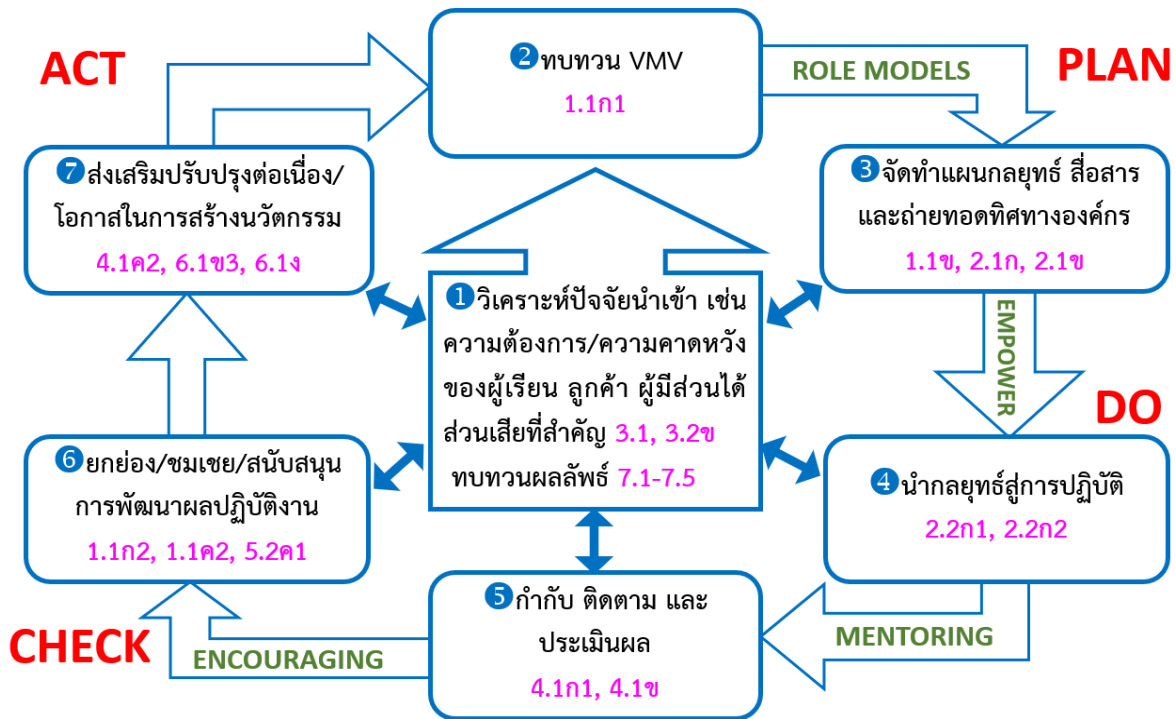 ACT
❷ทบทวน VMV
1.1ก1
ROLE MODELS
PLAN
❸จัดทำแผนกลยุทธ์ สื่อสาร
และถ่ายทอดทิศทางองค์กร
1.1ข, 2.1ก, 2.1ข
❼ส่งเสริมปรับปรุงต่อเนื่อง/
โอกาสในการสร้างนวัตกรรม
4.1ค2, 6.1ข3, 6.1ง
❶วิเคราะห์ปัจจัยนำเข้า เช่น
ความต้องการ/ความคาดหวัง
ของผู้เรียน ลูกค้า ผู้มีส่วนได้
ส่วนเสียที่สำคัญ 3.1, 3.2ข
ทบทวนผลลัพธ์ 7.1-7.5
EMPOWER
DO
❹นำกลยุทธ์สู่การปฏิบัติ
2.2ก1, 2.2ก2
MENTORING
❺กำกับ ติดตาม และ
ประเมินผล
4.1ก1, 4.1ข
ENCOURAGING
CHECK
❻ยกย่อง/ชมเชย/สนับสนุน
การพัฒนาผลปฏิบัติงาน
1.1ก2, 1.1ค2, 5.2ค1